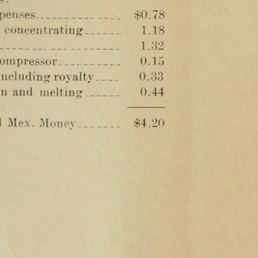 penses $0.78
concentrating 1.18
1.32
ompressor 0.15
ncluding royalty 0.33
n and melting 0.44
l Mex. Money $4.20